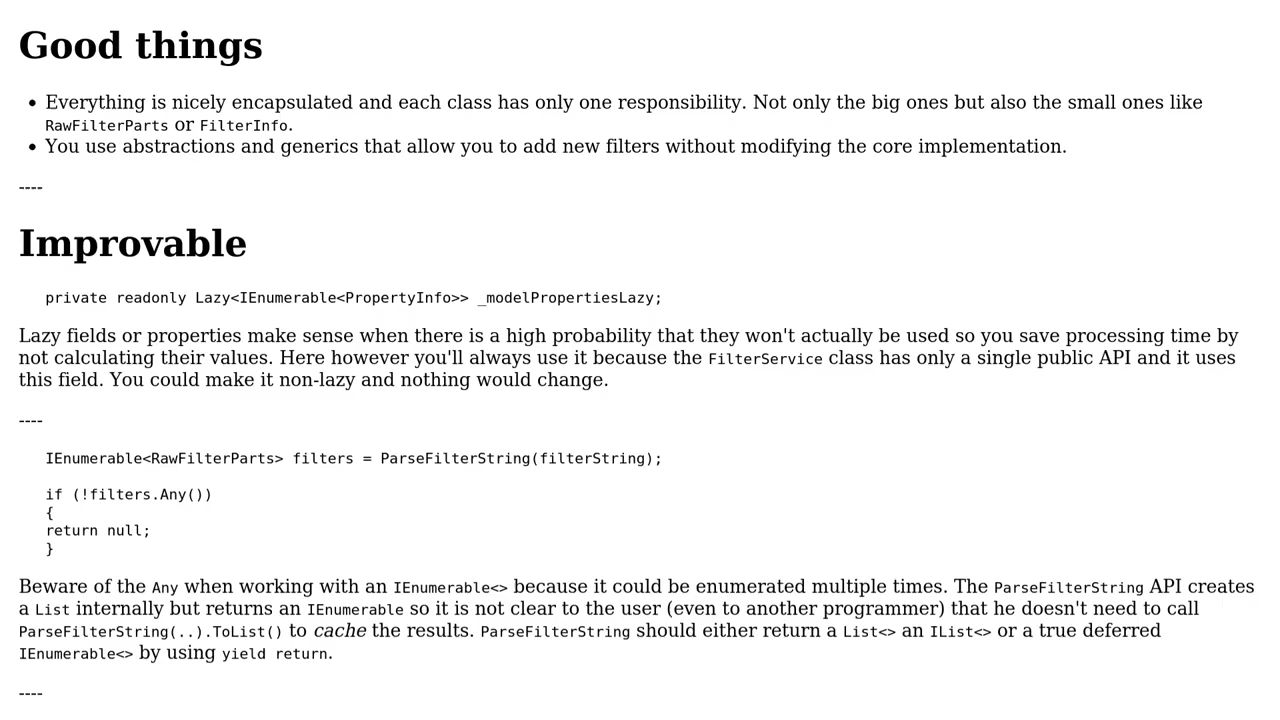 Good things
• Everything is nicely encapsulated and each class has only one responsibility. Not only the big ones but also the small ones like
RawFilterParts or FilterInfo.
• You use abstractions and generics that allow you to add new filters without modifying the core implementation.
----
Improvable
private readonly Lazy<IEnumerable<PropertyInfo>> _modelPropertiesLazy;
Lazy fields or properties make sense when there is a high probability that they won't actually be used so you save processing time by
not calculating their values. Here however you'll always use it because the FilterService class has only a single public API and it uses
this field. You could make it non-lazy and nothing would change.
----
IEnumerable<RawFilterParts> filters = ParseFilterString(filterString);
if (!filters.Any())
{
return null;
}
Beware of the Any when working with an IEnumerable<> because it could be enumerated multiple times. The ParseFilterString API creates
a List internally but returns an IEnumerable so it is not clear to the user (even to another programmer) that he doesn't need to call
ParseFilterString(..).ToList() to cache the results. ParseFilterString should either return a List<> an IList<> or a true deferred
IEnumerable<> by using yield return.
----